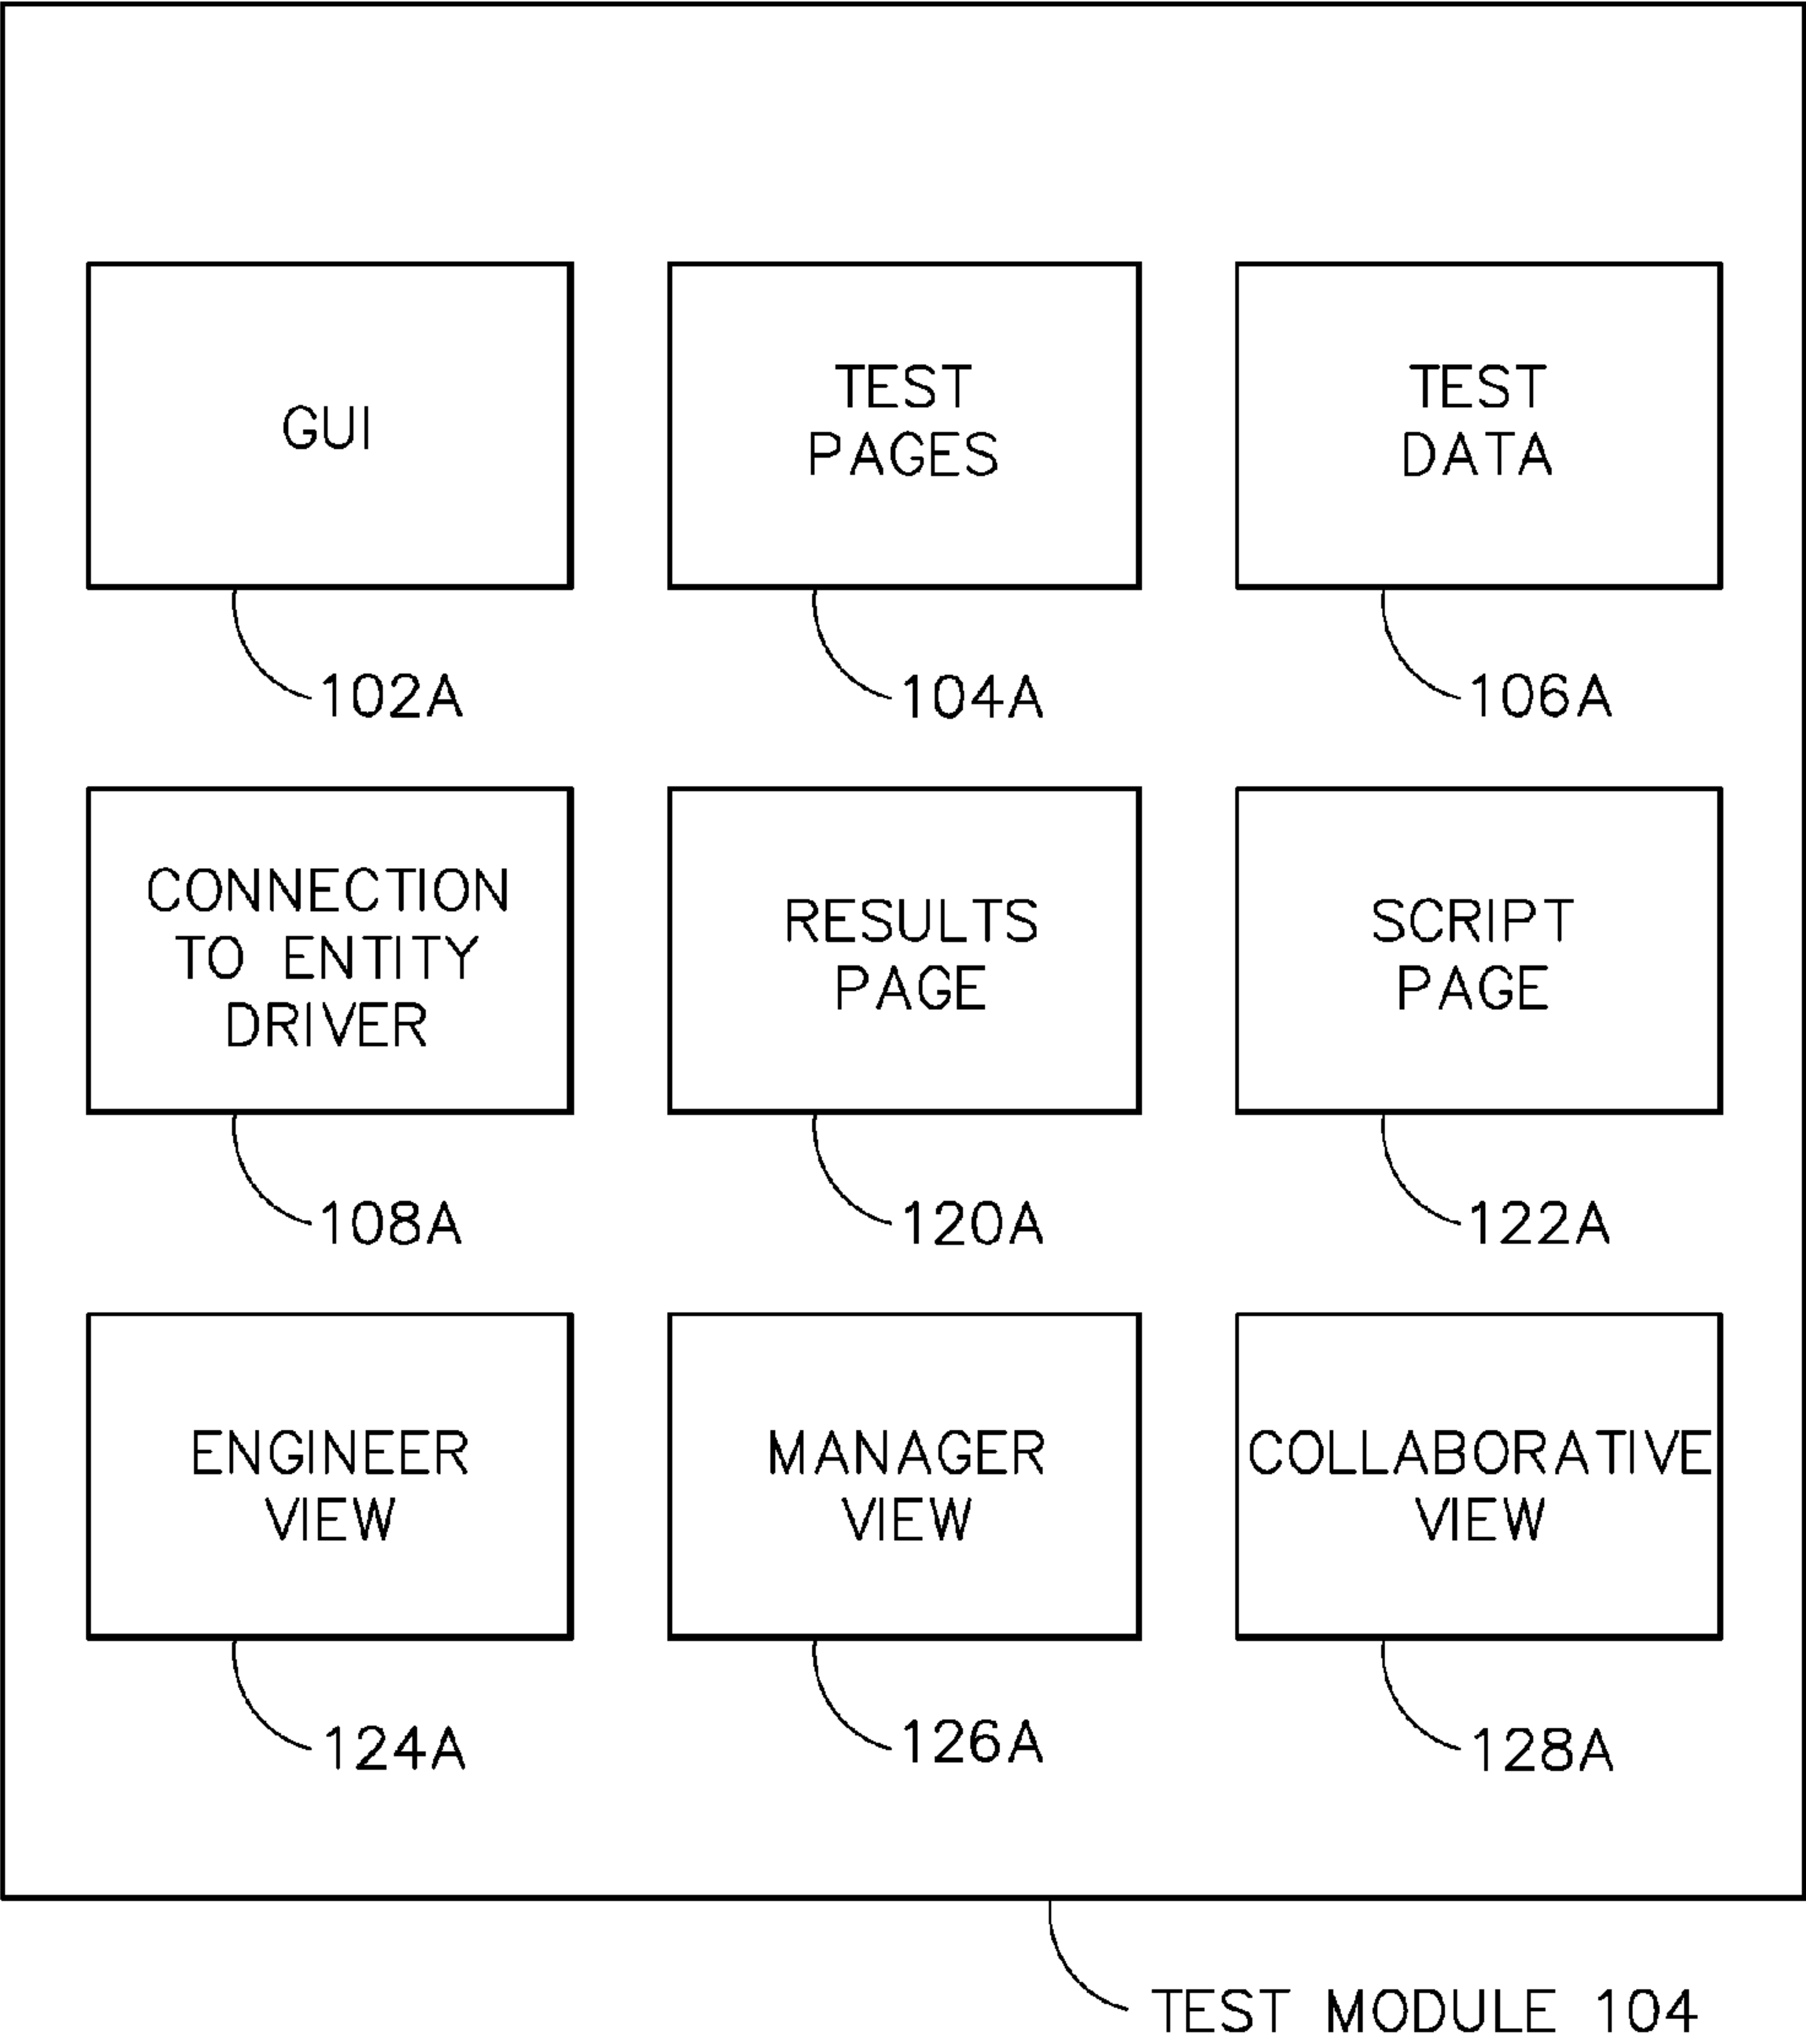 GUI
102A
TEST
PAGES
104A
TEST
DATA
106A
CONNECTION
TO ENTITY
DRIVER
108A
RESULTS
PAGE
120A
SCRIPT
PAGE
122A
ENGINEER
VIEW
124A
MANAGER
VIEW
126A
COLLABORATIVE
VIEW
128A
TEST MODULE 104